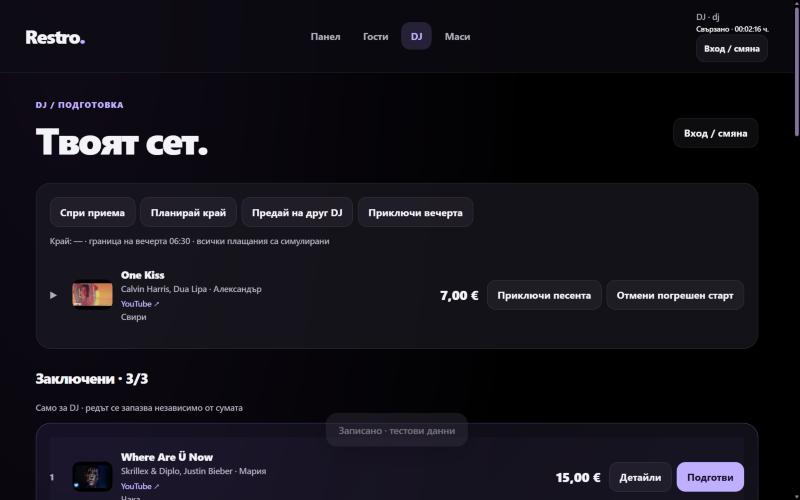 Restro.
Панел
Гости
DJ
Маси
DJ · dj
Свързано · 00:02:16 ч.
Вход / смяна
DJ / ПОДГОТОВКА
Твоят сет.
Вход / смяна
Спри приема
Планирай край
Предай на друг DJ
Приключи вечерта
Край: — · граница на вечерта 06:30 · всички плащания са симулирани
One Kiss
Calvin Harris, Dua Lipa · Александър
YouTube ↗
Свири
7,00 €
Приключи песента
Отмени погрешен старт
Заключени · 3/3
Само за DJ · редът се запазва независимо от сумата
Записано · тестови данни
1
Where Are Ü Now
Skrillex & Diplo, Justin Bieber · Мария
YouTube ↗
Чака
15,00 €
Детайли
Подготви